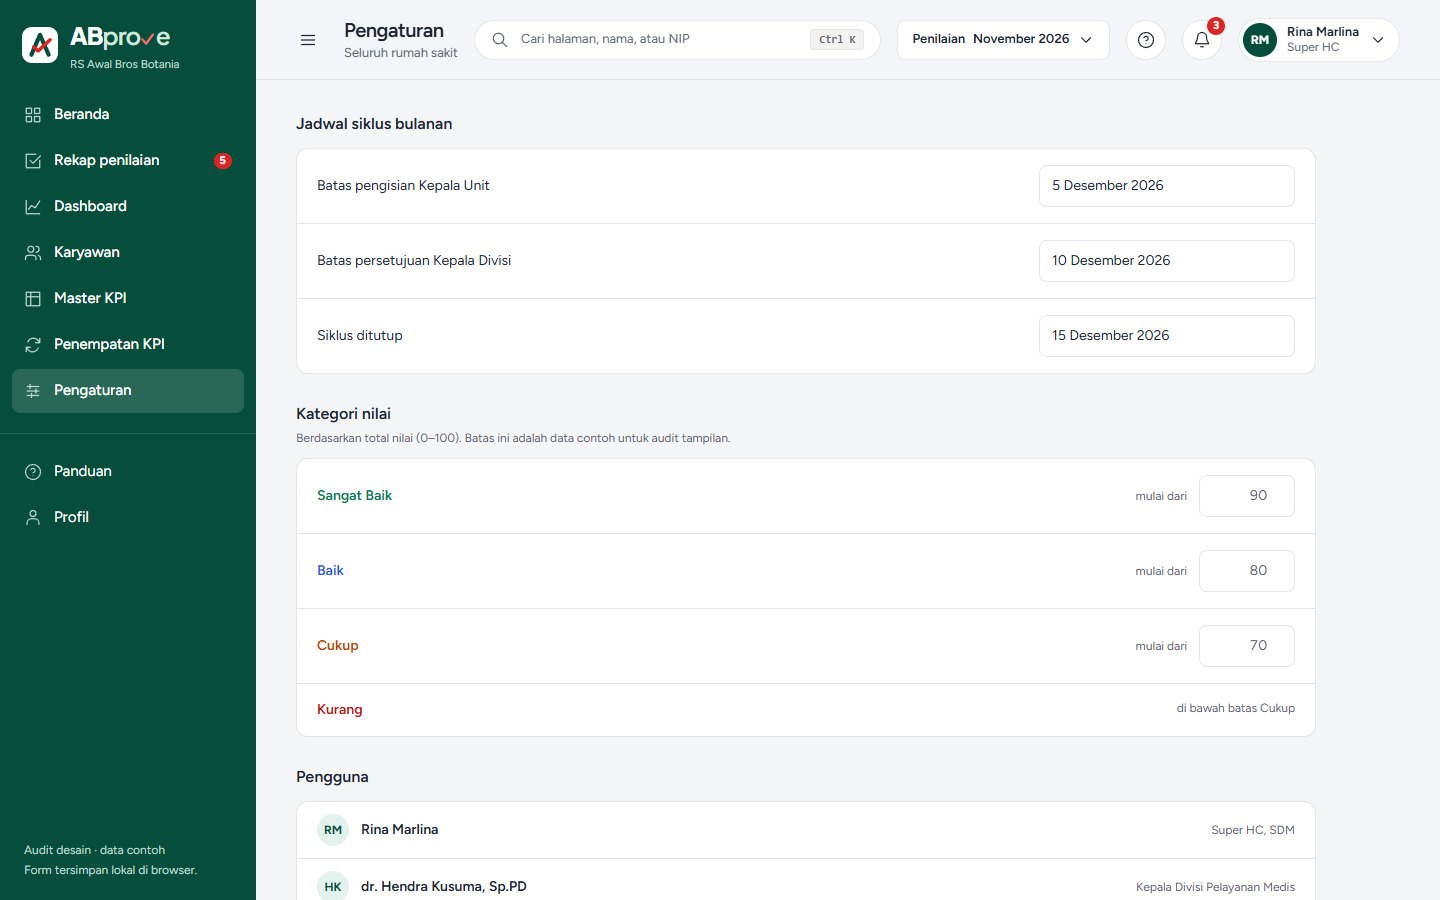 ABprove
RS Awal Bros Botania
Beranda
Rekap penilaian 5
Dashboard
Karyawan
Master KPI
Penempatan KPI
Pengaturan
Panduan
Profil
Audit desain · data contoh
Form tersimpan lokal di browser.
Pengaturan
Seluruh rumah sakit
Cari halaman, nama, atau NIP Ctrl K
Penilaian November 2026
3
RM Rina Marlina
Super HC
Jadwal siklus bulanan
Batas pengisian Kepala Unit 5 Desember 2026
Batas persetujuan Kepala Divisi 10 Desember 2026
Siklus ditutup 15 Desember 2026
Kategori nilai
Berdasarkan total nilai (0–100). Batas ini adalah data contoh untuk audit tampilan.
Sangat Baik mulai dari 90
Baik mulai dari 80
Cukup mulai dari 70
Kurang di bawah batas Cukup
Pengguna
RM Rina Marlina Super HC, SDM
HK dr. Hendra Kusuma, Sp.PD Kepala Divisi Pelayanan Medis